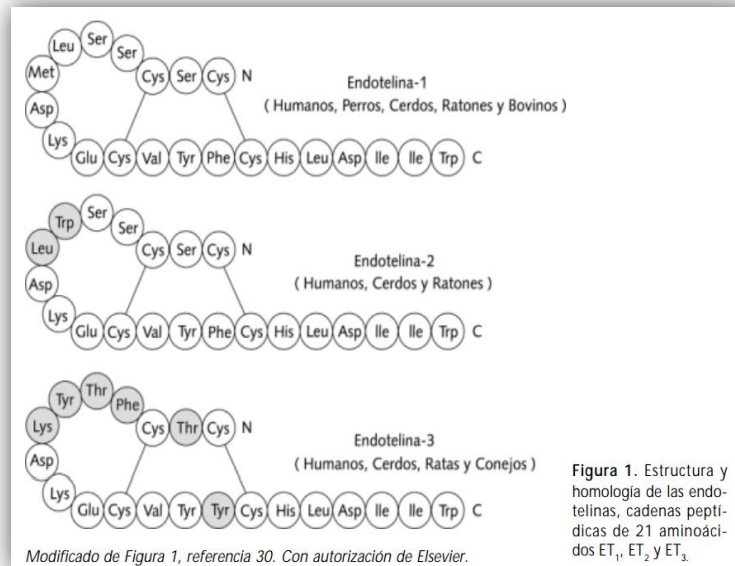 Ser
Leu Ser
Met Cys Ser Cys N
Asp
Lys
Glu Cys Val Tyr Phe Cys His Leu Asp Ile Ile Trp C
Endotelina-1
( Humanos, Perros, Cerdos, Ratones y Bovinos )
Ser
Trp Ser
Leu Cys Ser Cys N
Asp
Lys
Glu Cys Val Tyr Phe Cys His Leu Asp Ile Ile Trp C
Endotelina-2
( Humanos, Cerdos y Ratones )
Thr
Tyr Phe
Lys Cys Thr Cys N
Asp
Lys
Glu Cys Val Tyr Tyr Cys His Leu Asp Ile Ile Trp C
Endotelina-3
( Humanos, Cerdos, Ratas y Conejos )
Figura 1. Estructura y
homología de las endo-
telinas, cadenas peptí-
dicas de 21 aminoáci-
dos ET1, ET2 y ET3.
Modificado de Figura 1, referencia 30. Con autorización de Elsevier.